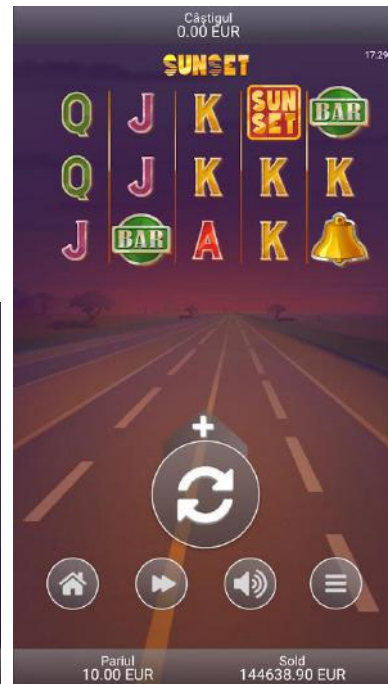 Câștigul
0.00 EUR
SUNSET
17:29
Q J K SUN SET BAR
Q J K K K
J BAR A K
Pariul
10.00 EUR
Sold
144638.90 EUR